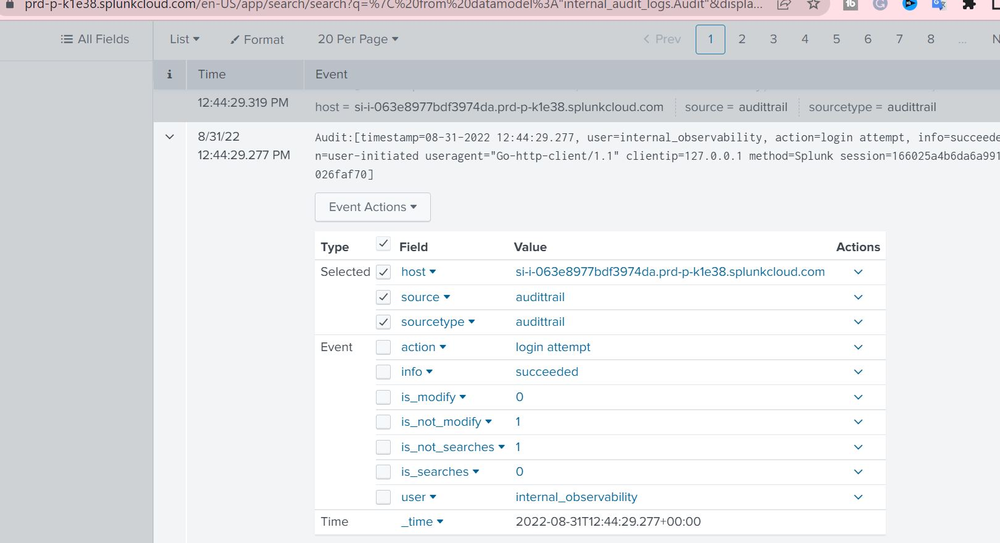 prd-p-k1e38.splunkcloud.com/en-US/app/search/search?q=%7C%20from%20datamodel%3A"internal_audit_logs.Audit"&displa...
All Fields
List
Format
20 Per Page
Prev
1
2
3
4
5
6
7
8
...
N
i
Time
Event
12:44:29.319 PM
host = si-i-063e8977bdf3974da.prd-p-k1e38.splunkcloud.com
source = audittrail
sourcetype = audittrail
8/31/22
12:44:29.277 PM
Audit:[timestamp=08-31-2022 12:44:29.277, user=internal_observability, action=login attempt, info=succeede
n=user-initiated useragent="Go-http-client/1.1" clientip=127.0.0.1 method=Splunk session=166025a4b6da6a991
026faf70]
Event Actions
Type Field Value Actions
Selected host si-i-063e8977bdf3974da.prd-p-k1e38.splunkcloud.com
source audittrail
sourcetype audittrail
Event action login attempt
info succeeded
is_modify 0
is_not_modify 1
is_not_searches 1
is_searches 0
user internal_observability
Time _time 2022-08-31T12:44:29.277+00:00